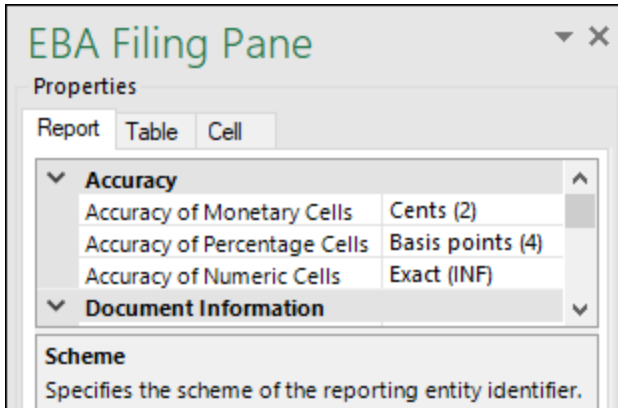 EBA Filing Pane
Properties
Report Table Cell
Accuracy
Accuracy of Monetary Cells Cents (2)
Accuracy of Percentage Cells Basis points (4)
Accuracy of Numeric Cells Exact (INF)
Document Information
Scheme
Specifies the scheme of the reporting entity identifier.